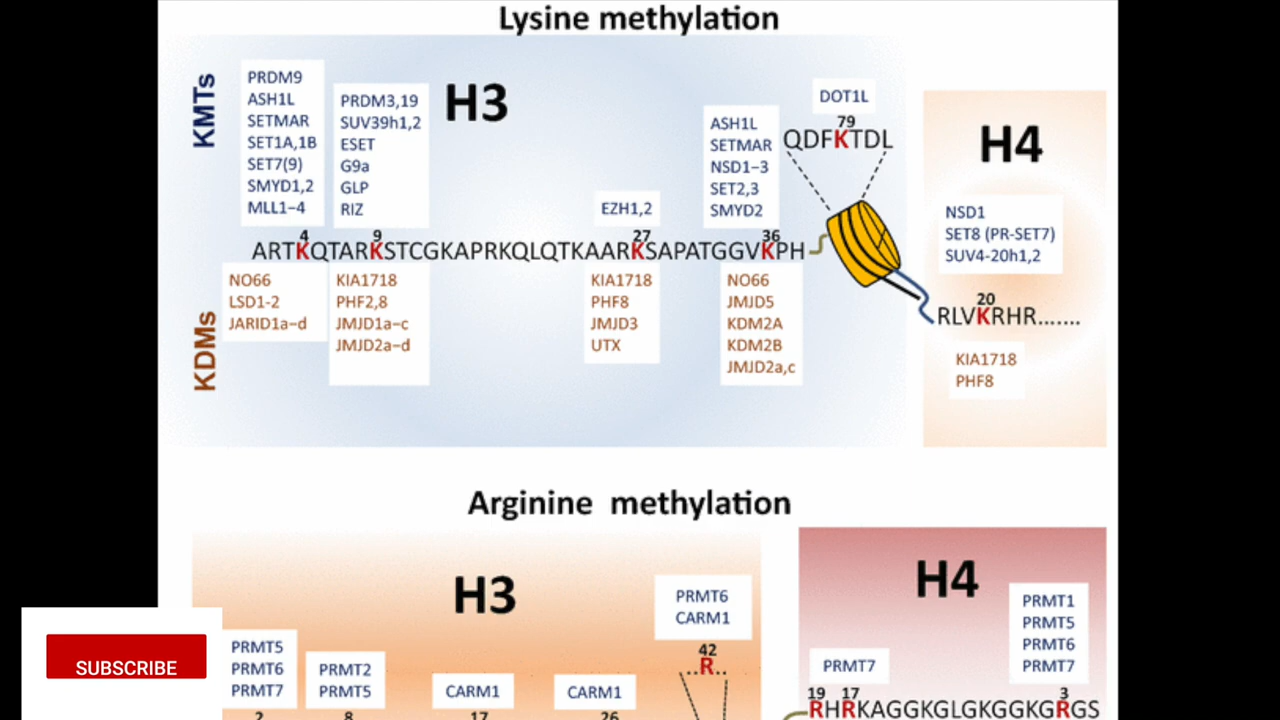 Lysine methylation
KMTs
PRDM9
ASH1L
SETMAR
SET1A,1B
SET7(9)
SMYD1,2
MLL1–4
PRDM3,19
SUV39h1,2
ESET
G9a
GLP
RIZ
H3
EZH1,2
ASH1L
SETMAR
NSD1–3
SET2,3
SMYD2
DOT1L
79
QDFKTDL
4 9 27 36
ARTKQTARKSTCGKAPRKQLQTKAARKSAPATGGVKPH
KDMs
NO66
LSD1-2
JARID1a–d
KIA1718
PHF2,8
JMJD1a–c
JMJD2a–d
KIA1718
PHF8
JMJD3
UTX
NO66
JMJD5
KDM2A
KDM2B
JMJD2a,c
H4
NSD1
SET8 (PR-SET7)
SUV4-20h1,2
20
RLVKRHR.......
KIA1718
PHF8
Arginine methylation
H3
PRMT5
PRMT6
PRMT7
2
PRMT2
PRMT5
8
CARM1
17
CARM1
26
PRMT6
CARM1
42
..R..
H4
PRMT7
PRMT1
PRMT5
PRMT6
PRMT7
19 17 3
RHRKAGGKGLGKGGKGRGS
SUBSCRIBE